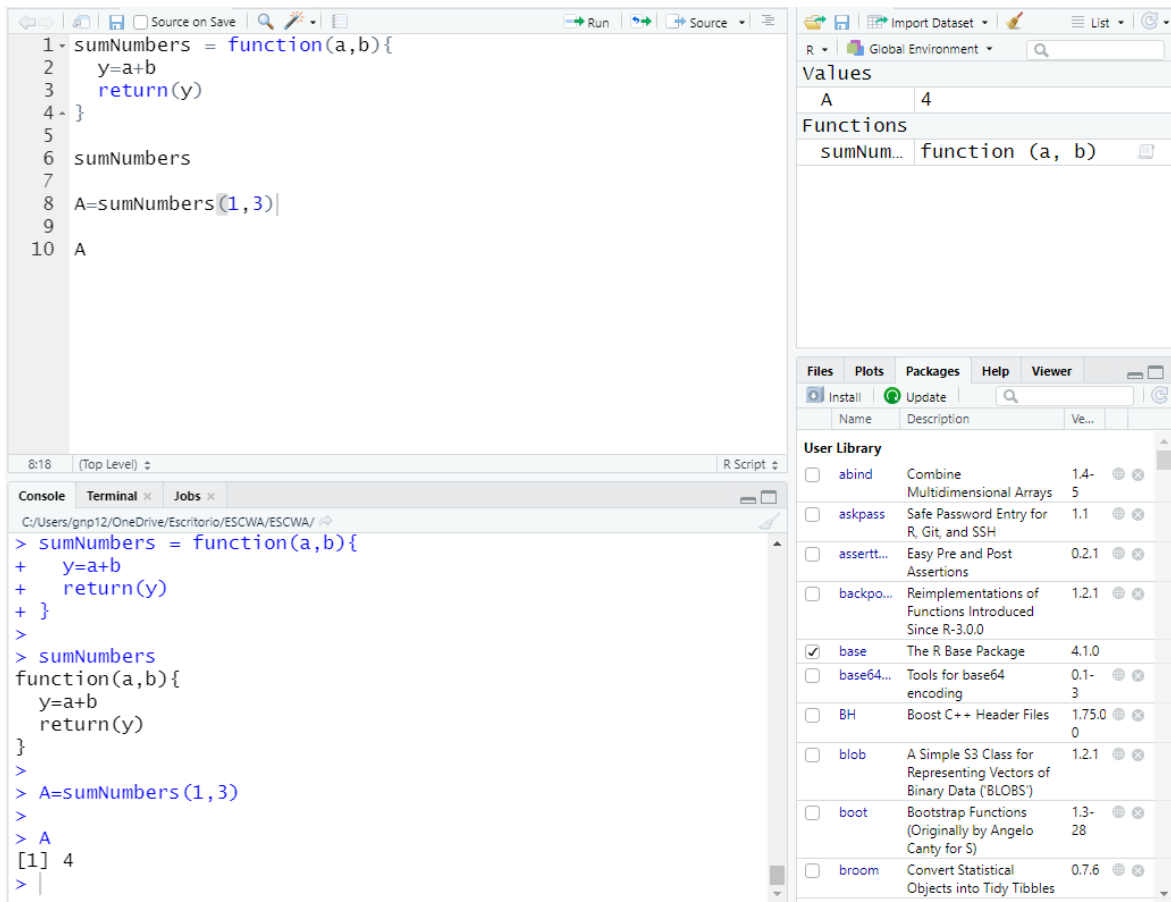 Source on Save
Run
Source
1 sumNumbers = function(a,b){
2 y=a+b
3 return(y)
4 }
5
6 sumNumbers
7
8 A=sumNumbers(1,3)
9
10 A
8:18 (Top Level) R Script
Console Terminal Jobs
C:/Users/gnp12/OneDrive/Escritorio/ESCWA/ESCWA/
> sumNumbers = function(a,b){
+ y=a+b
+ return(y)
+ }
>
> sumNumbers
function(a,b){
y=a+b
return(y)
}
>
> A=sumNumbers(1,3)
>
> A
[1] 4
>
Import Dataset List
R Global Environment
Values
A 4
Functions
sumNum... function (a, b)
Files Plots Packages Help Viewer
Install Update
Name Description Ve...
User Library
abind Combine 1.4-
Multidimensional Arrays 5
askpass Safe Password Entry for 1.1
R, Git, and SSH
assertt... Easy Pre and Post 0.2.1
Assertions
backpo... Reimplementations of 1.2.1
Functions Introduced
Since R-3.0.0
base The R Base Package 4.1.0
base64... Tools for base64 0.1-
encoding 3
BH Boost C++ Header Files 1.75.0
0
blob A Simple S3 Class for 1.2.1
Representing Vectors of
Binary Data ('BLOBS')
boot Bootstrap Functions 1.3-
(Originally by Angelo 28
Canty for S)
broom Convert Statistical 0.7.6
Objects into Tidy Tibbles